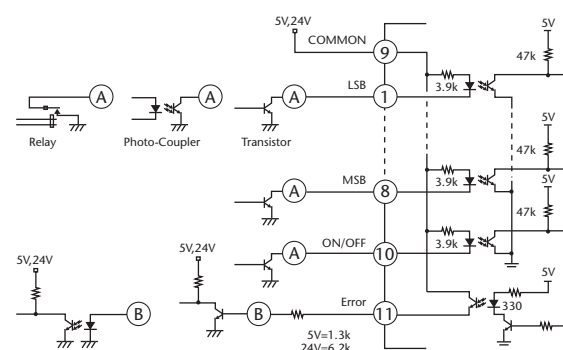 5V,24V
COMMON
9
5V
47k
A
A
A
LSB
1
3.9k
Relay
Photo-Coupler
Transistor
5V
47k
A
MSB
8
3.9k
5V
47k
A
ON/OFF
10
3.9k
5V,24V
5V,24V
5V
B
B
Error
11
330
5V=1.3k
24V=6.2k